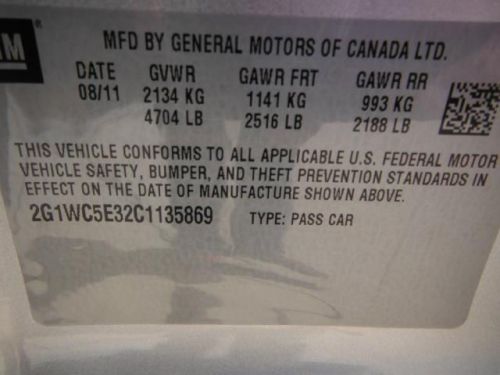 GM
MFD BY GENERAL MOTORS OF CANADA LTD.
DATE GVWR GAWR FRT GAWR RR
08/11 2134 KG 1141 KG 993 KG
4704 LB 2516 LB 2188 LB
THIS VEHICLE CONFORMS TO ALL APPLICABLE U.S. FEDERAL MOTOR
VEHICLE SAFETY, BUMPER, AND THEFT PREVENTION STANDARDS IN
EFFECT ON THE DATE OF MANUFACTURE SHOWN ABOVE.
2G1WC5E32C1135869 TYPE: PASS CAR